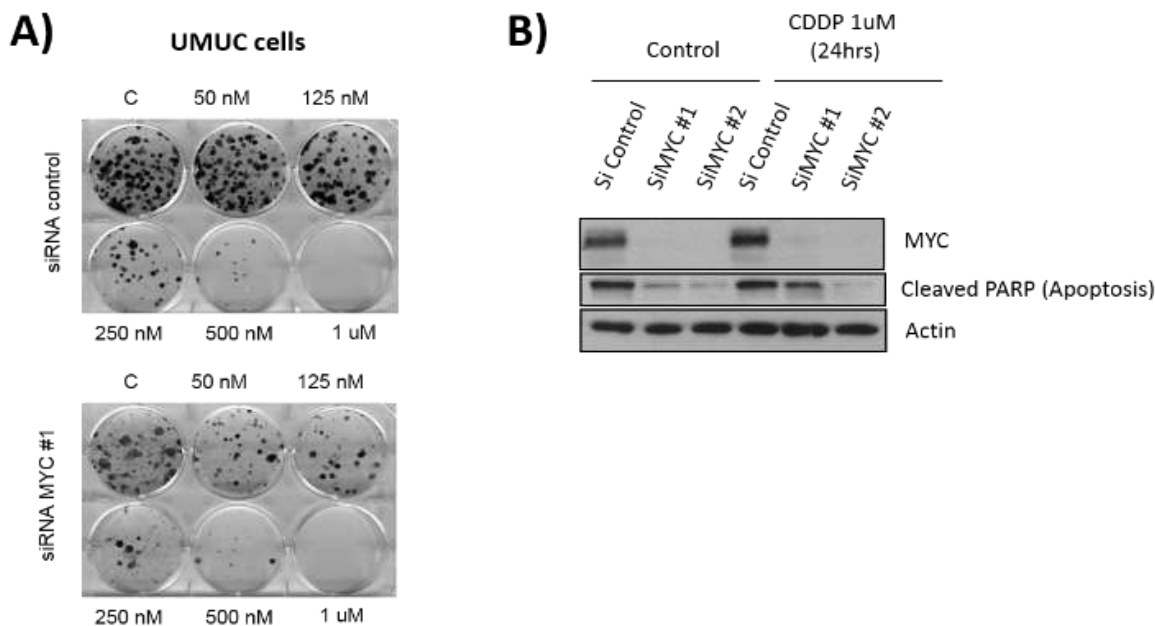 A)
UMUC cells
siRNA control
C 50 nM 125 nM
250 nM 500 nM 1 uM
siRNA MYC #1
C 50 nM 125 nM
250 nM 500 nM 1 uM
B)
Control
CDDP 1uM
(24hrs)
Si Control
SiMYC #1
SiMYC #2
Si Control
SiMYC #1
SiMYC #2
MYC
Cleaved PARP (Apoptosis)
Actin